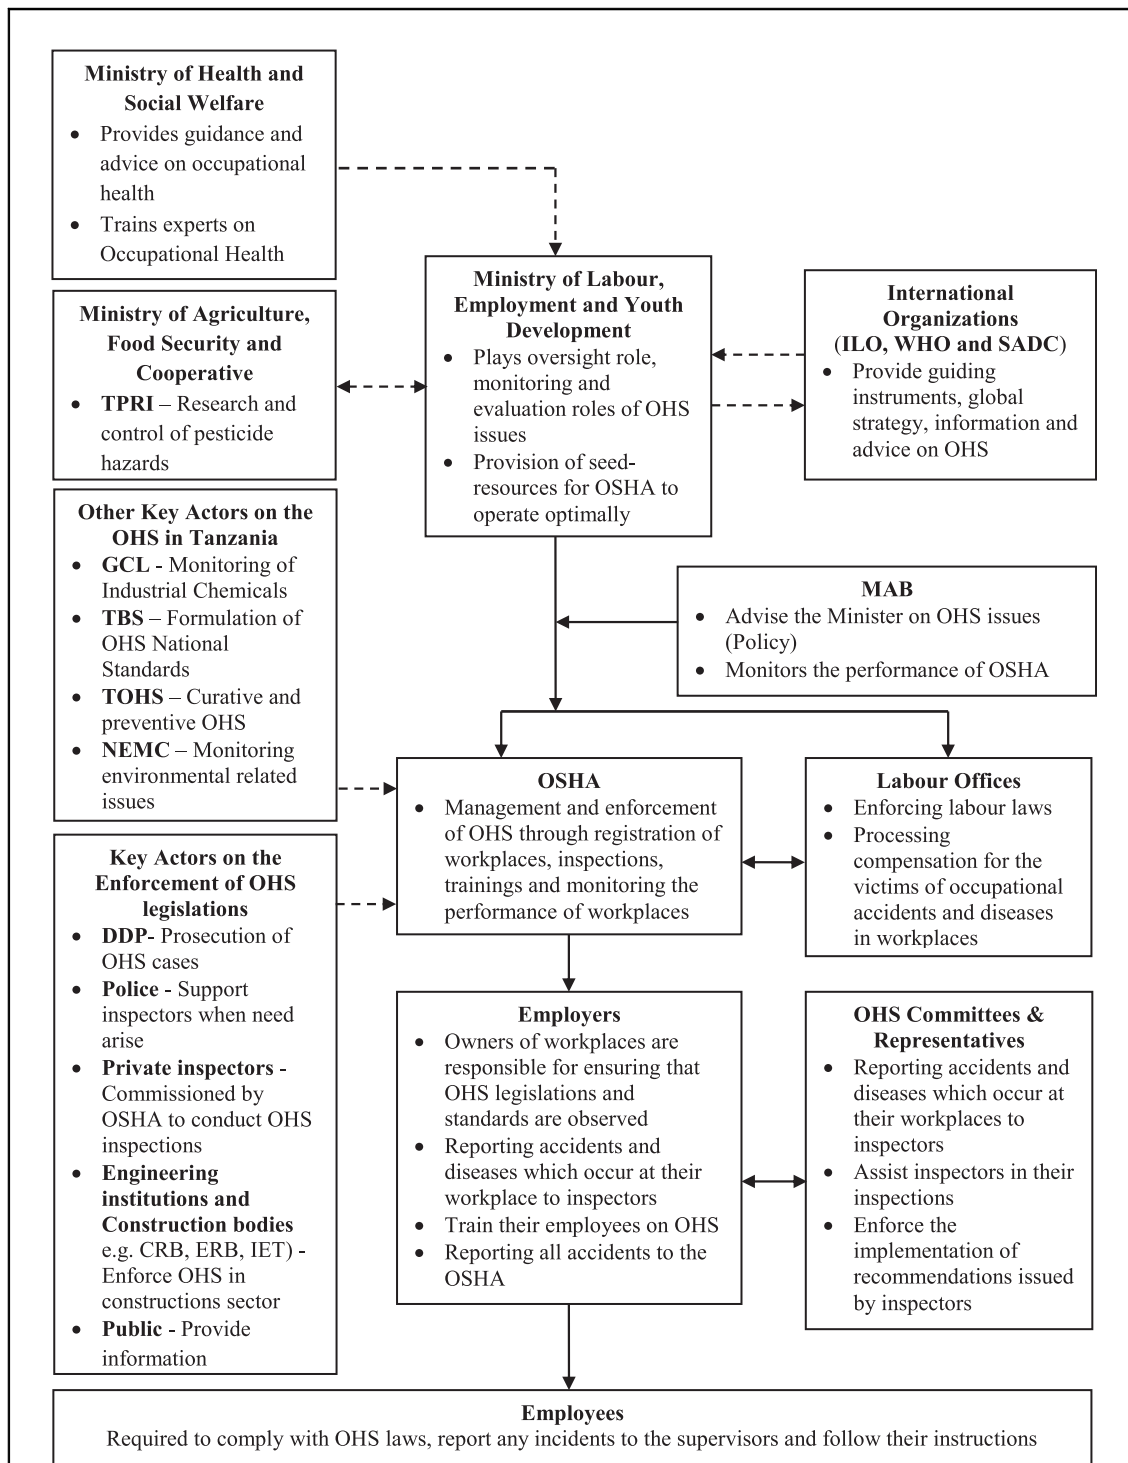 Ministry of Health and
Social Welfare
• Provides guidance and
advice on occupational
health
• Trains experts on
Occupational Health
Ministry of Agriculture,
Food Security and
Cooperative
• TPRI – Research and
control of pesticide
hazards
Ministry of Labour,
Employment and Youth
Development
• Plays oversight role,
monitoring and
evaluation roles of OHS
issues
• Provision of seed-
resources for OSHA to
operate optimally
International
Organizations
(ILO, WHO and SADC)
• Provide guiding
instruments, global
strategy, information and
advice on OHS
Other Key Actors on the
OHS in Tanzania
• GCL - Monitoring of
Industrial Chemicals
• TBS – Formulation of
OHS National
Standards
• TOHS – Curative and
preventive OHS
• NEMC – Monitoring
environmental related
issues
MAB
• Advise the Minister on OHS issues
(Policy)
• Monitors the performance of OSHA
OSHA
• Management and enforcement
of OHS through registration of
workplaces, inspections,
trainings and monitoring the
performance of workplaces
Labour Offices
• Enforcing labour laws
• Processing
compensation for the
victims of occupational
accidents and diseases
in workplaces
Key Actors on the
Enforcement of OHS
legislations
• DDP- Prosecution of
OHS cases
• Police - Support
inspectors when need
arise
• Private inspectors -
Commissioned by
OSHA to conduct OHS
inspections
• Engineering
institutions and
Construction bodies
e.g. CRB, ERB, IET) -
Enforce OHS in
constructions sector
• Public - Provide
information
Employers
• Owners of workplaces are
responsible for ensuring that
OHS legislations and
standards are observed
• Reporting accidents and
diseases which occur at their
workplace to inspectors
• Train their employees on OHS
• Reporting all accidents to the
OSHA
OHS Committees &
Representatives
• Reporting accidents and
diseases which occur at
their workplaces to
inspectors
• Assist inspectors in their
inspections
• Enforce the
implementation of
recommendations issued
by inspectors
Employees
Required to comply with OHS laws, report any incidents to the supervisors and follow their instructions